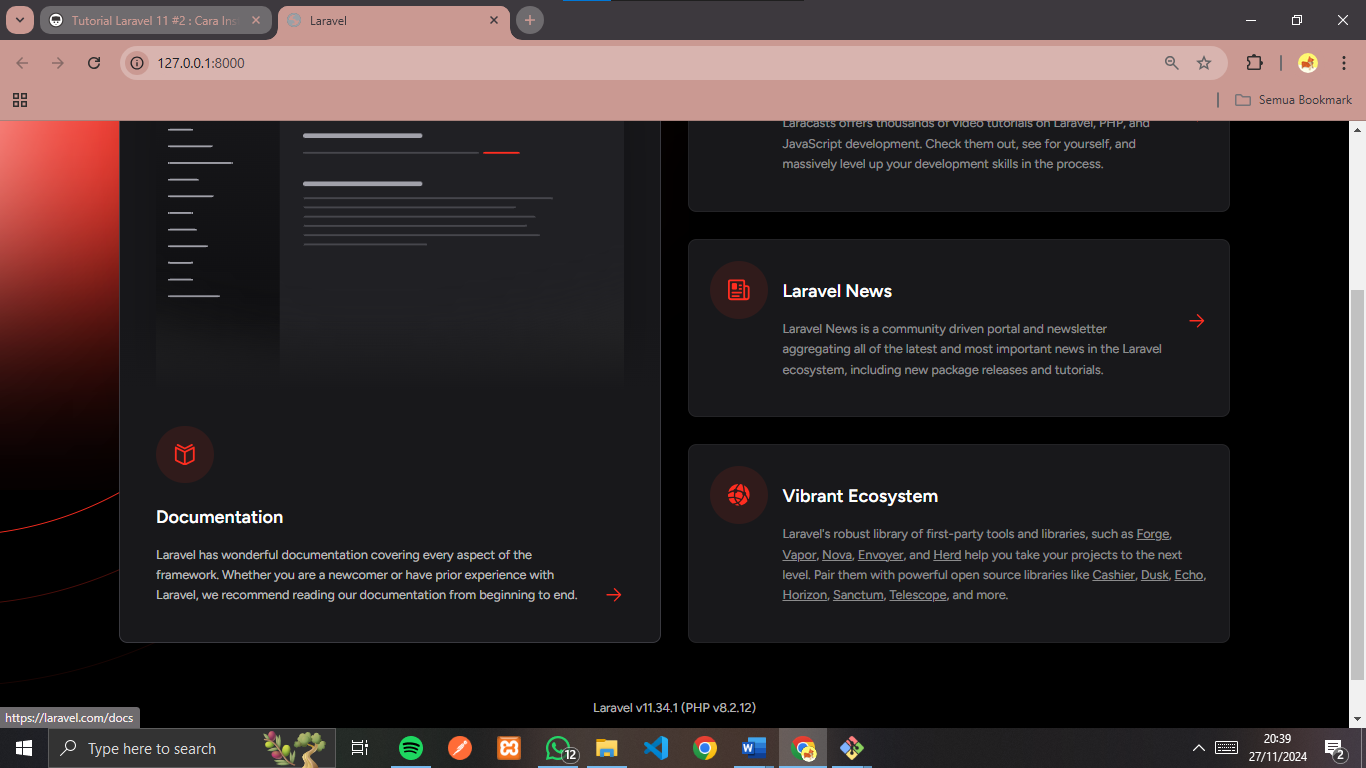 Tutorial Laravel 11 #2 : Cara Ins
Laravel
127.0.0.1:8000
Semua Bookmark
Laracasts offers thousands of video tutorials on Laravel, PHP, and
JavaScript development. Check them out, see for yourself, and
massively level up your development skills in the process.
Laravel News
Laravel News is a community driven portal and newsletter
aggregating all of the latest and most important news in the Laravel
ecosystem, including new package releases and tutorials.
Documentation
Laravel has wonderful documentation covering every aspect of the
framework. Whether you are a newcomer or have prior experience with
Laravel, we recommend reading our documentation from beginning to end.
Vibrant Ecosystem
Laravel's robust library of first-party tools and libraries, such as Forge,
Vapor, Nova, Envoyer, and Herd help you take your projects to the next
level. Pair them with powerful open source libraries like Cashier, Dusk, Echo,
Horizon, Sanctum, Telescope, and more.
Laravel v11.34.1 (PHP v8.2.12)
https://laravel.com/docs
Type here to search
12
20:39
27/11/2024
2